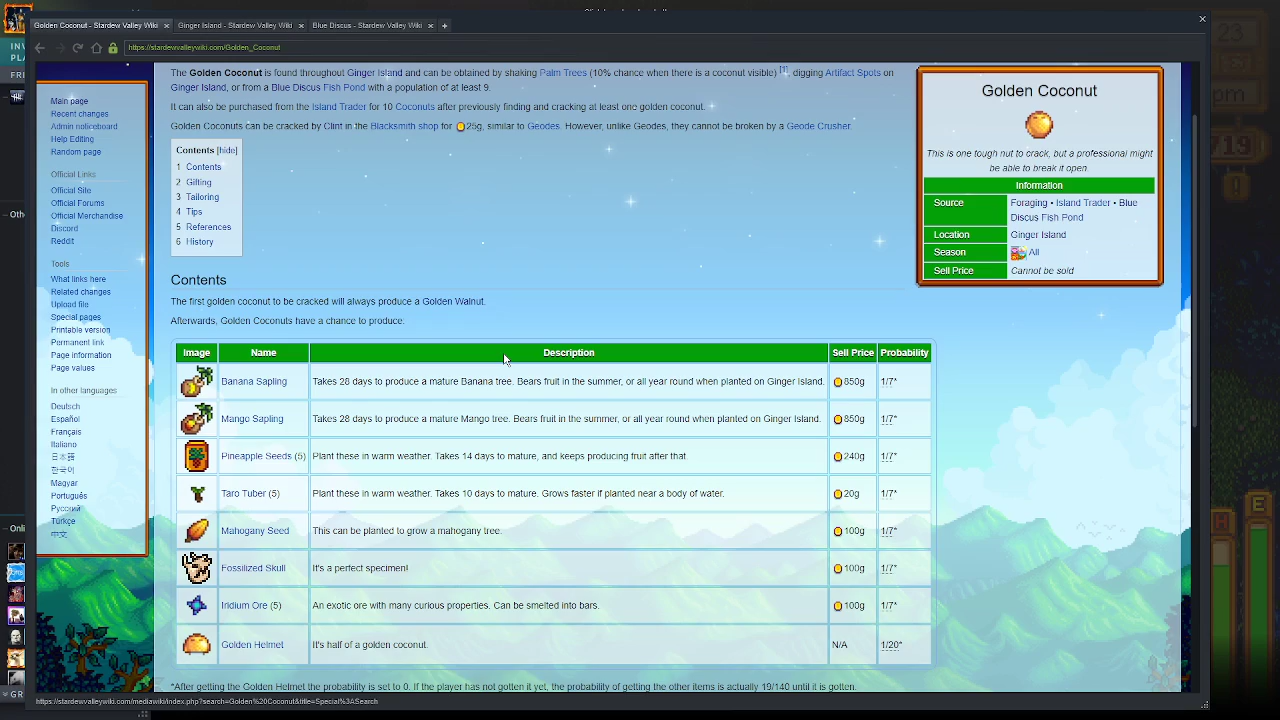 Golden Coconut - Stardew Valley Wiki
Ginger Island - Stardew Valley Wiki
Blue Discus - Stardew Valley Wiki
https://stardewvalleywiki.com/Golden_Coconut
Main page
Recent changes
Admin noticeboard
Help Editing
Random page
Official Links
Official Site
Official Forums
Official Merchandise
Discord
Reddit
Tools
What links here
Related changes
Upload file
Special pages
Printable version
Permanent link
Page information
Page values
In other languages
Deutsch
Español
Français
Italiano
日本語
한국어
Magyar
Português
Русский
Türkçe
中文
The Golden Coconut is found throughout Ginger Island and can be obtained by shaking Palm Trees (10% chance when there is a coconut visible) [1], digging Artifact Spots on
Ginger Island, or from a Blue Discus Fish Pond with a population of at least 9.
It can also be purchased from the Island Trader for 10 Coconuts after previously finding and cracking at least one golden coconut.
Golden Coconuts can be cracked by Clint in the Blacksmith shop for 25g, similar to Geodes. However, unlike Geodes, they cannot be broken by a Geode Crusher.
Contents [hide]
1 Contents
2 Gifting
3 Tailoring
4 Tips
5 References
6 History
Golden Coconut
This is one tough nut to crack, but a professional might
be able to break it open
Information
Source Foraging • Island Trader • Blue
Discus Fish Pond
Location Ginger Island
Season All
Sell Price Cannot be sold
Contents
The first golden coconut to be cracked will always produce a Golden Walnut.
Afterwards, Golden Coconuts have a chance to produce:
Image Name Description Sell Price Probability
Banana Sapling Takes 28 days to produce a mature Banana tree. Bears fruit in the summer, or all year round when planted on Ginger Island. 850g 1/7*
Mango Sapling Takes 28 days to produce a mature Mango tree. Bears fruit in the summer, or all year round when planted on Ginger Island. 850g 1/7*
Pineapple Seeds (5) Plant these in warm weather. Takes 14 days to mature, and keeps producing fruit after that. 240g 1/7*
Taro Tuber (5) Plant these in warm weather. Takes 10 days to mature. Grows faster if planted near a body of water. 20g 1/7*
Mahogany Seed This can be planted to grow a mahogany tree. 100g 1/7*
Fossilized Skull It's a perfect specimen! 100g 1/7*
Iridium Ore (5) An exotic ore with many curious properties. Can be smelted into bars. 100g 1/7*
Golden Helmet It's half of a golden coconut. N/A 1/20*
*After getting the Golden Helmet the probability is set to 0. If the player has not gotten it yet, the probability of getting the other items is actually 19/140 until it is gotten.
https://stardewvalleywiki.com/mediawiki/index.php?search=Golden%20Coconut&title=Special%3ASearch
INV
PLA
FRI
Oth
Onli
GR
23
pm
719
H
E